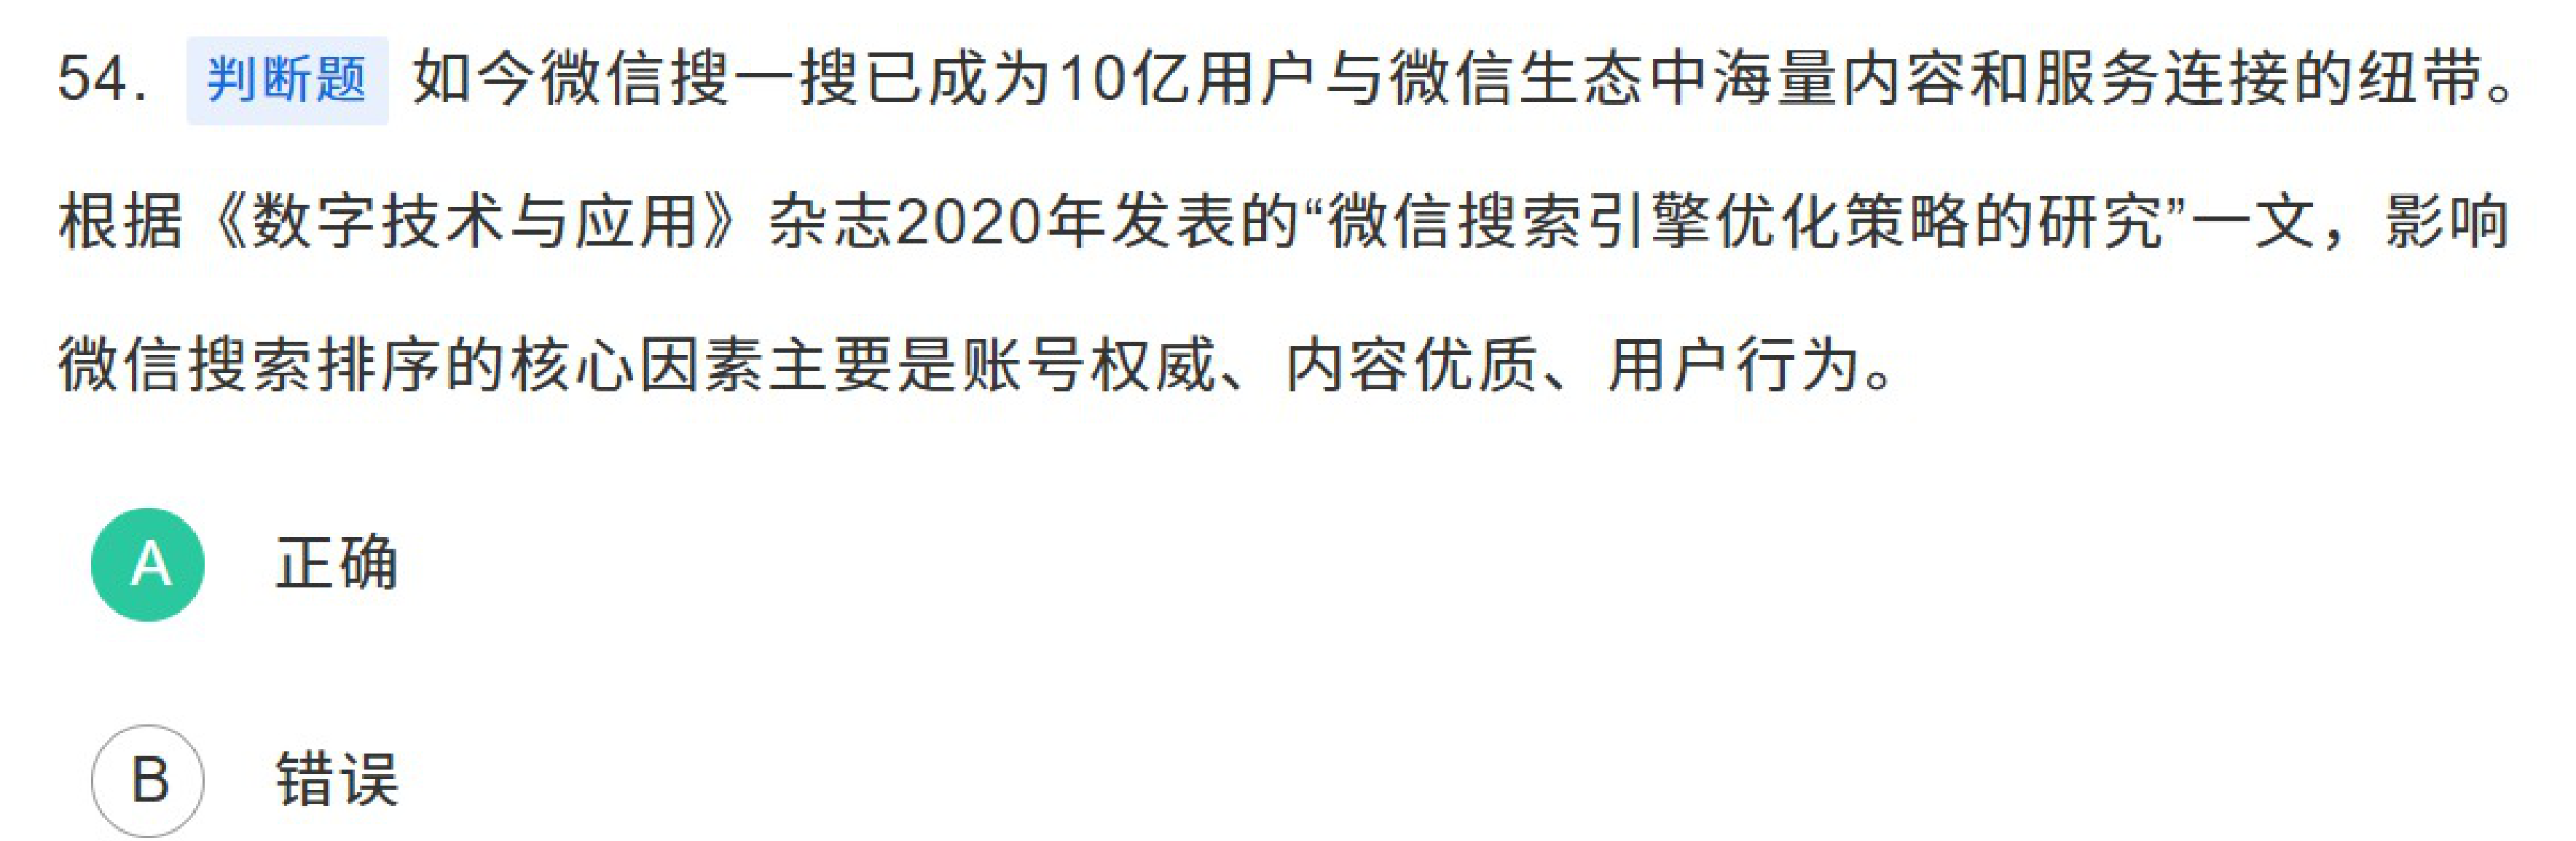 54. 判断题 如今微信搜一搜已成为10亿用户与微信生态中海量内容和服务连接的纽带。
根据《数字技术与应用》杂志2020年发表的“微信搜索引擎优化策略的研究”一文，影响
微信搜索排序的核心因素主要是账号权威、内容优质、用户行为。
A 正确
B 错误